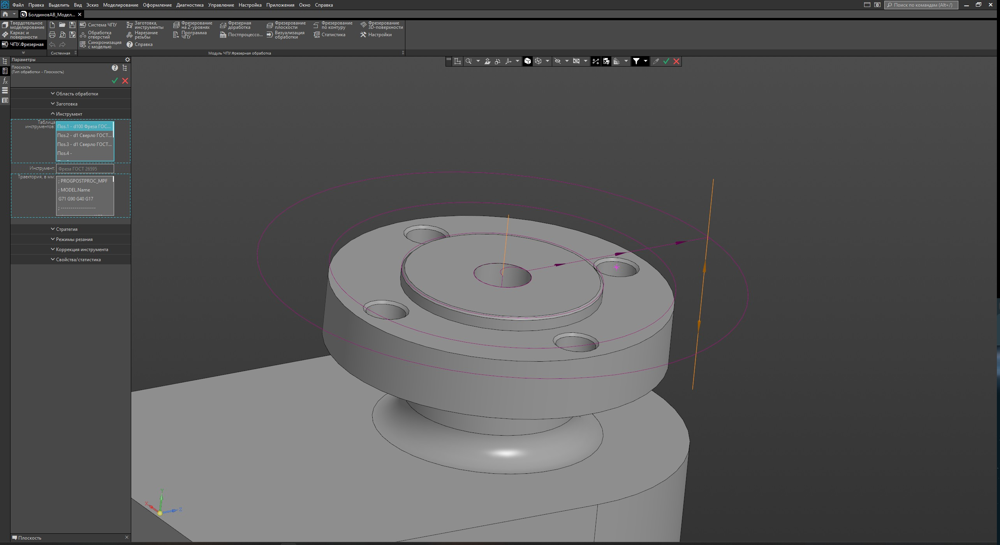 Файл Правка Выделить Вид Эскиз Моделирование Оформление Диагностика Управление Настройка Приложения Окно Справка
Поиск по командам (Alt+/)
БолдиновАВ_Модел...
Твердотельное моделирование
Каркас и поверхности
ЧПУ.Фрезерная
Системная
Система ЧПУ
Обработка отверстий
Синхронизация с моделью
Заготовка, инструменты
Нарезание резьбы
Справка
Фрезерование на Z-уровнях
Программа ЧПУ
Фрезерная доработка
Постпроцессо...
Фрезерование плоскости
Визуализация обработки
Фрезерование по контуру
Статистика
Фрезерование 3D-поверхности
Настройки
Модуль ЧПУ.Фрезерная обработка
Параметры
Плоскость
(Тип обработки - Плоскость)
Область обработки
Заготовка
Инструмент
Таблица инструментов:
Поз.1 - d100 Фреза ГОС...
Поз.2 - d1 Сверло ГОСТ...
Поз.3 - d1 Сверло ГОСТ...
Поз.4 -
Инструмент: Фреза ГОСТ 26595
Траектория, в мм:
; PROGPOSTPROC_MPF
; MODEL.Name
G71 G90 G40 G17
; ------------------
Стратегия
Режимы резания
Коррекция инструмента
Свойства/статистика
Y
X
Z
Плоскость